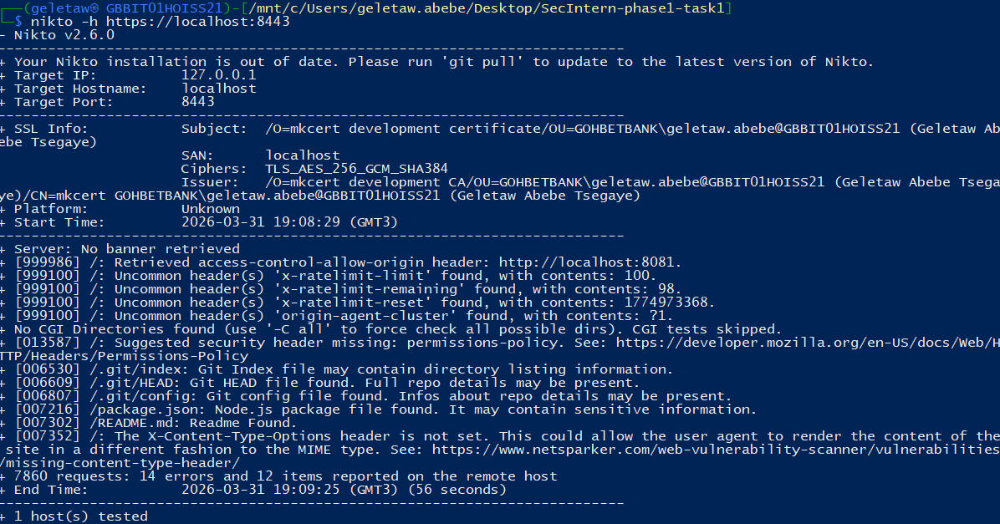 ┌──(geletaw㉿ GBBIT01HOISS21)-[/mnt/c/Users/geletaw.abebe/Desktop/SecIntern-phase1-task1]
└─$ nikto -h https://localhost:8443
- Nikto v2.6.0
---------------------------------------------------------------------------
+ Your Nikto installation is out of date. Please run 'git pull' to update to the latest version of Nikto.
+ Target IP:          127.0.0.1
+ Target Hostname:    localhost
+ Target Port:        8443
---------------------------------------------------------------------------
+ SSL Info:           Subject:  /O=mkcert development certificate/OU=GOHBETBANK\geletaw.abebe@GBBIT01HOISS21 (Geletaw Ab
ebe Tsegaye)
                      SAN:      localhost
                      Ciphers:  TLS_AES_256_GCM_SHA384
                      Issuer:   /O=mkcert development CA/OU=GOHBETBANK\geletaw.abebe@GBBIT01HOISS21 (Geletaw Abebe Tsega
ye)/CN=mkcert GOHBETBANK\geletaw.abebe@GBBIT01HOISS21 (Geletaw Abebe Tsegaye)
+ Platform:           Unknown
+ Start Time:         2026-03-31 19:08:29 (GMT3)
---------------------------------------------------------------------------
+ Server: No banner retrieved
+ [999986] /: Retrieved access-control-allow-origin header: http://localhost:8081.
+ [999100] /: Uncommon header(s) 'x-ratelimit-limit' found, with contents: 100.
+ [999100] /: Uncommon header(s) 'x-ratelimit-remaining' found, with contents: 98.
+ [999100] /: Uncommon header(s) 'x-ratelimit-reset' found, with contents: 1774973368.
+ [999100] /: Uncommon header(s) 'origin-agent-cluster' found, with contents: ?1.
+ No CGI Directories found (use '-C all' to force check all possible dirs). CGI tests skipped.
+ [013587] /: Suggested security header missing: permissions-policy. See: https://developer.mozilla.org/en-US/docs/Web/H
TTP/Headers/Permissions-Policy
+ [006530] /.git/index: Git Index file may contain directory listing information.
+ [006609] /.git/HEAD: Git HEAD file found. Full repo details may be present.
+ [006807] /.git/config: Git config file found. Infos about repo details may be present.
+ [007216] /package.json: Node.js package file found. It may contain sensitive information.
+ [007302] /README.md: Readme Found.
+ [007352] /: The X-Content-Type-Options header is not set. This could allow the user agent to render the content of the
 site in a different fashion to the MIME type. See: https://www.netsparker.com/web-vulnerability-scanner/vulnerabilities
/missing-content-type-header/
+ 7860 requests: 14 errors and 12 items reported on the remote host
+ End Time:           2026-03-31 19:09:25 (GMT3) (56 seconds)
---------------------------------------------------------------------------
+ 1 host(s) tested